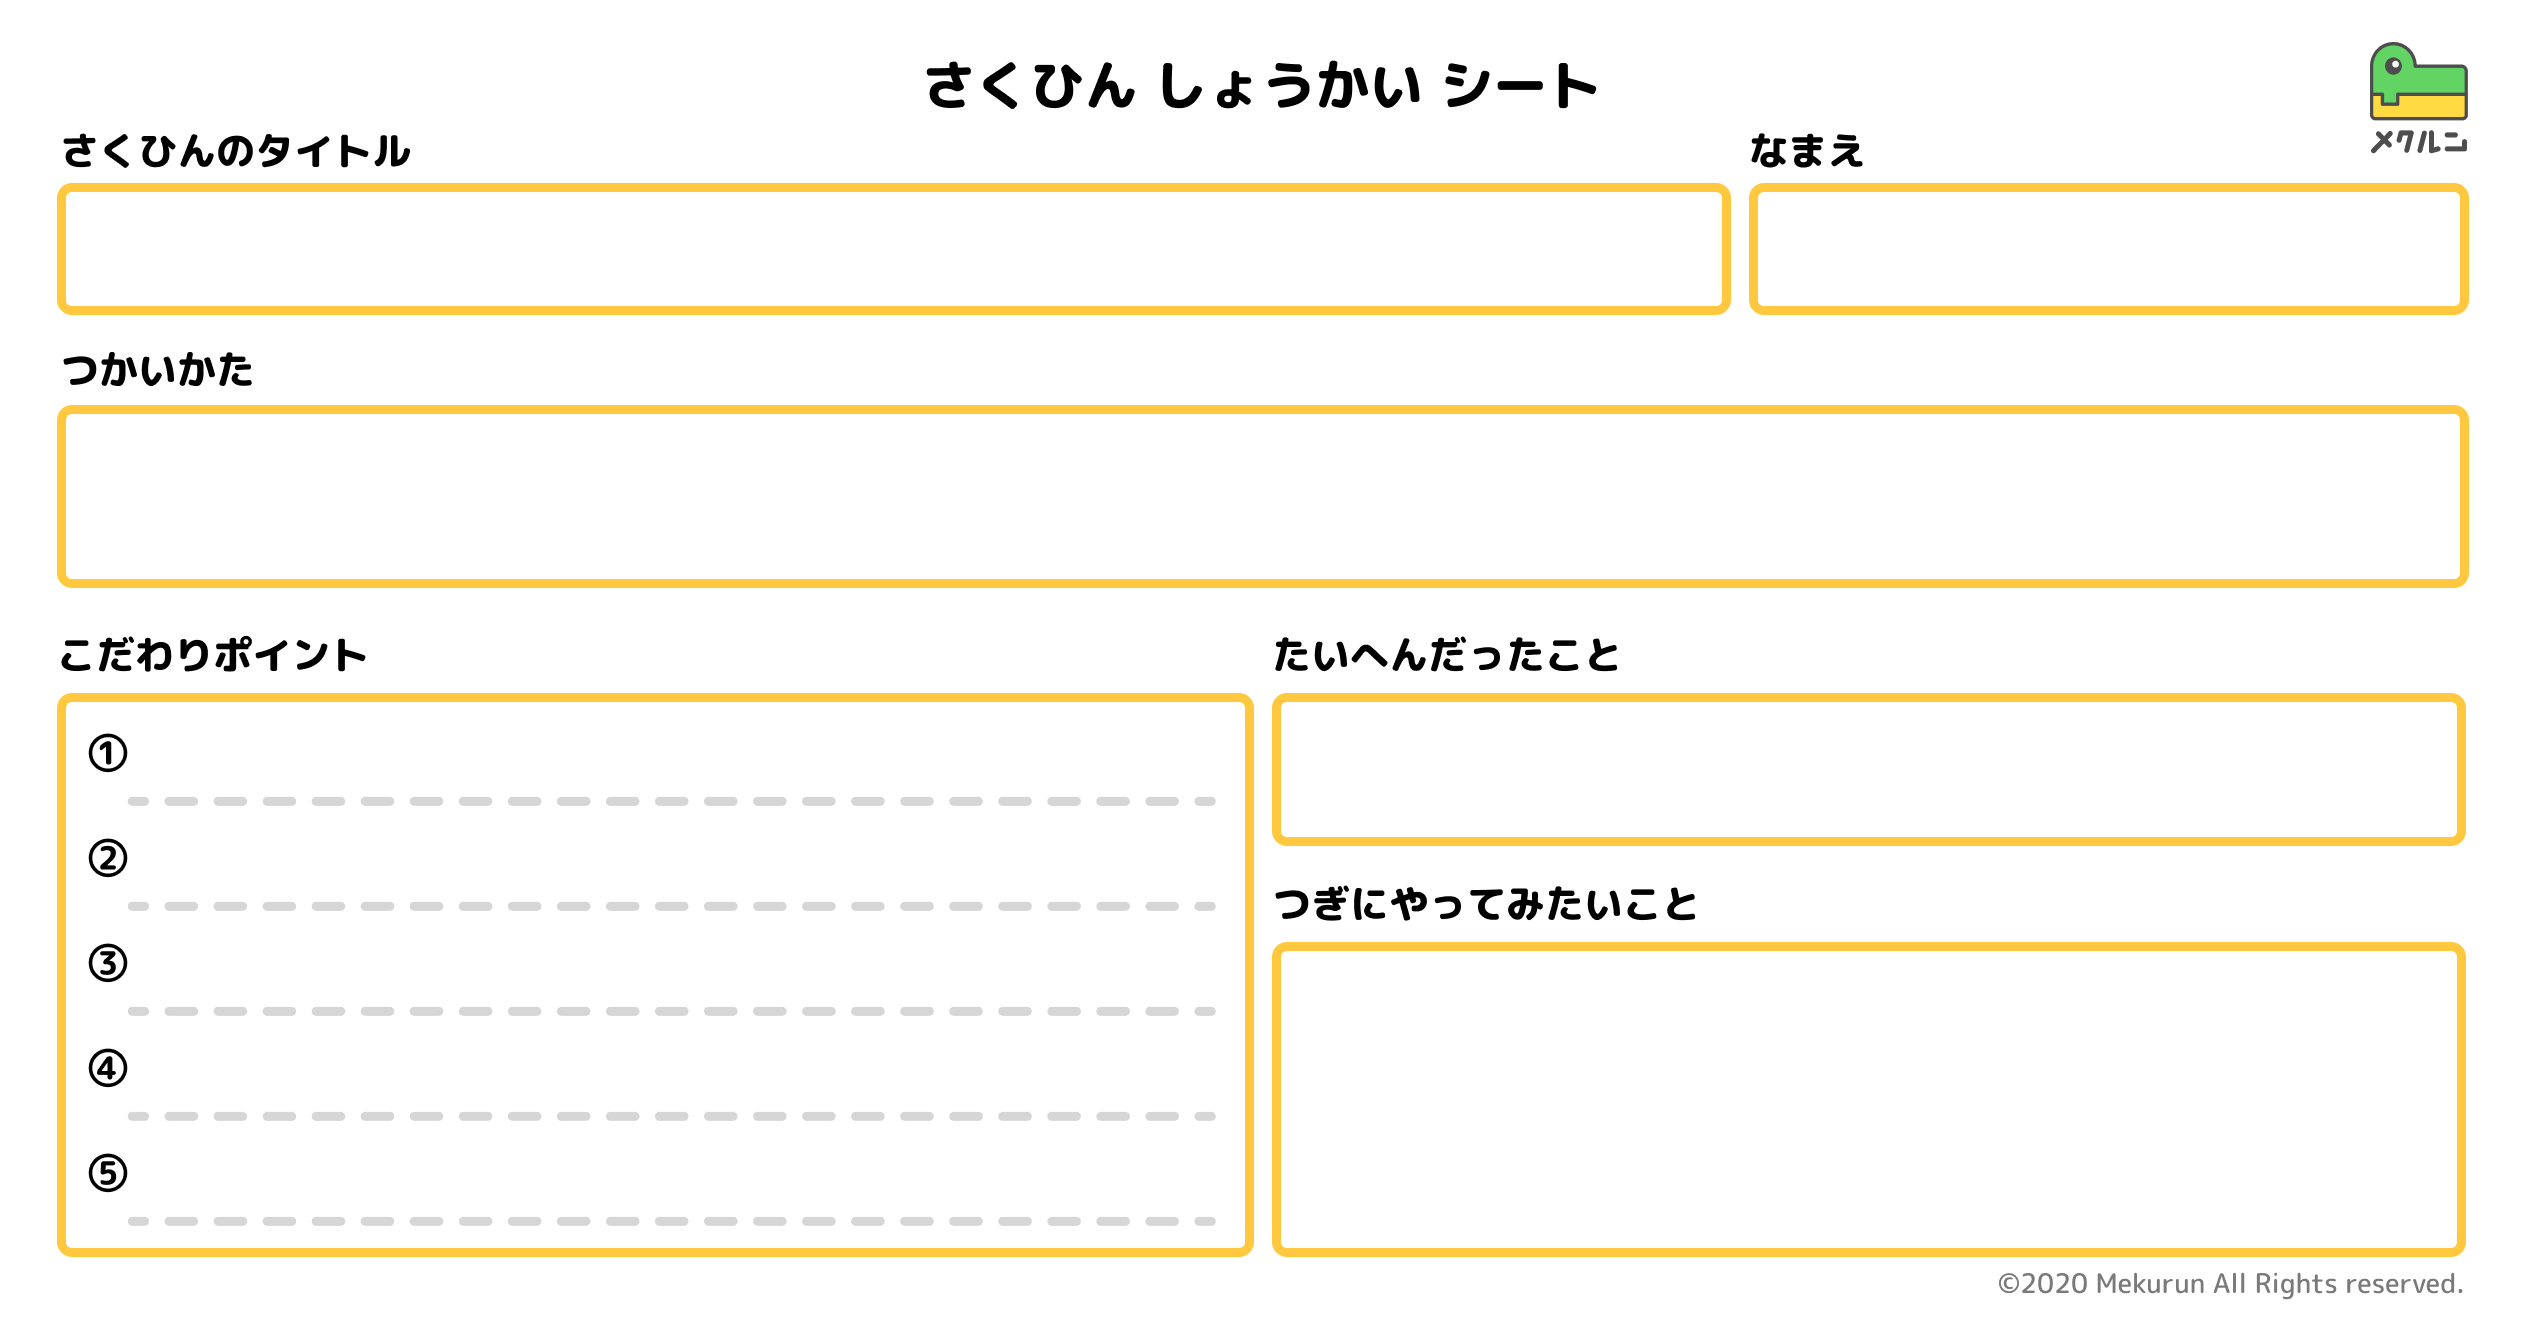 さくひん しょうかい シート
メクルン
さくひんのタイトル
なまえ
つかいかた
こだわりポイント
①
②
③
④
⑤
たいへんだったこと
つぎにやってみたいこと
©2020 Mekurun All Rights reserved.